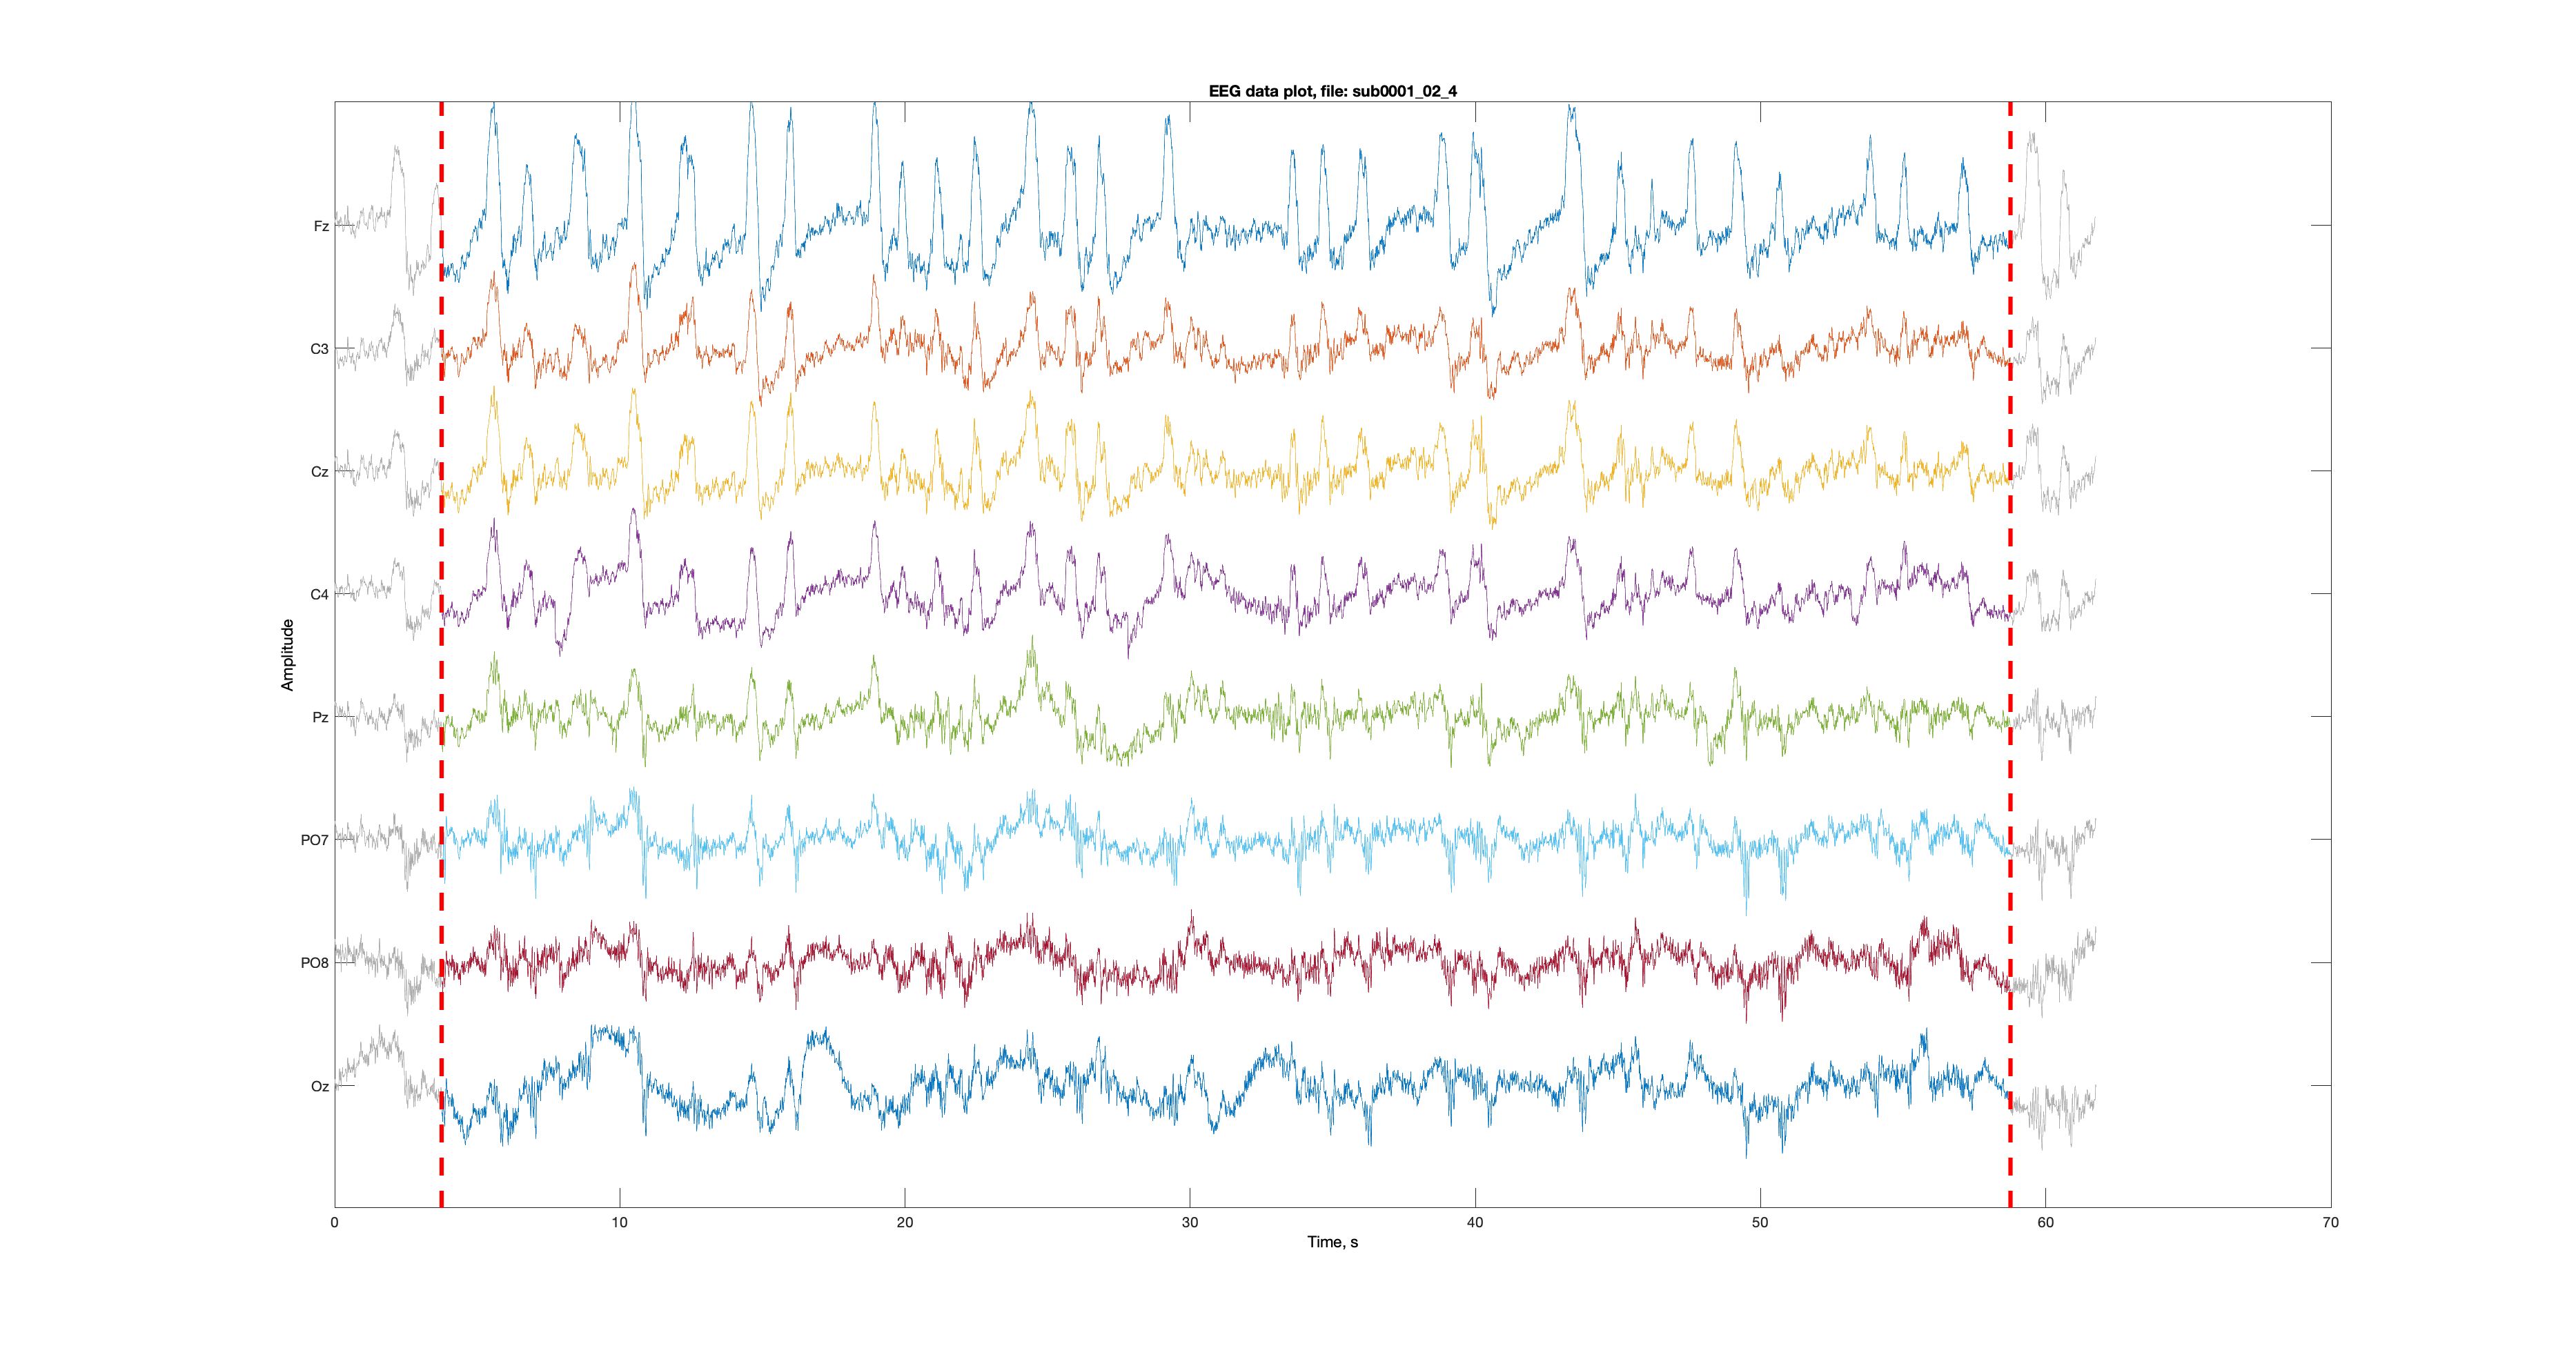 EEG data plot, file: sub0001_02_4
Fz
C3
Cz
C4
Amplitude
Pz
PO7
PO8
Oz
0 10 20 30 40 50 60 70
Time, s